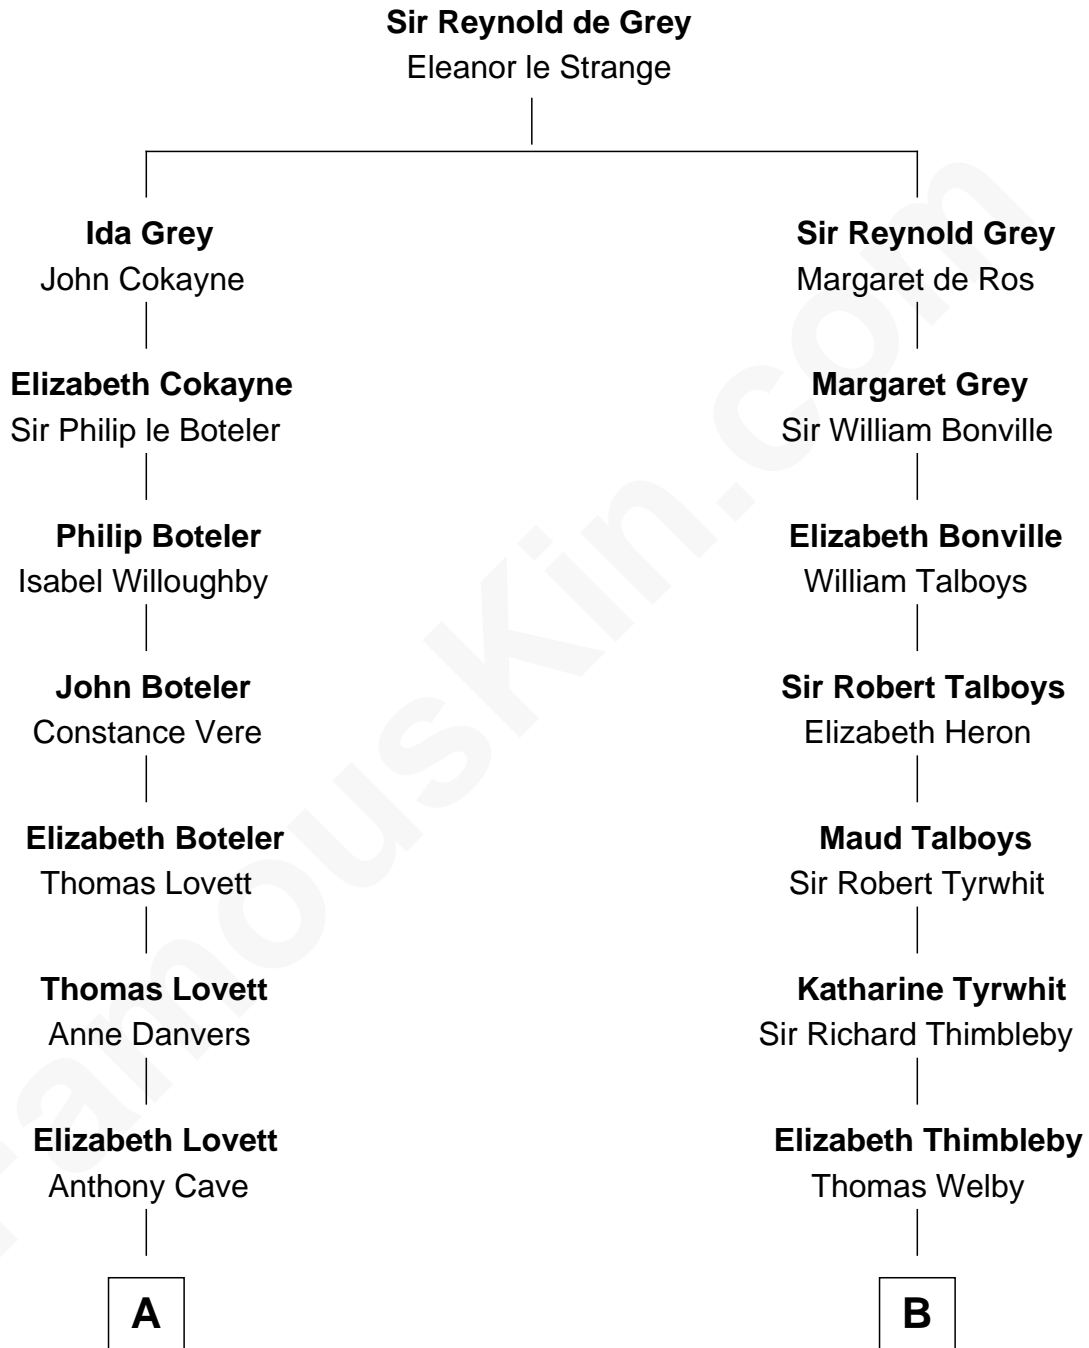 Sir Reynold de Grey
Eleanor le Strange
Ida Grey
John Cokayne
Sir Reynold Grey
Margaret de Ros
Elizabeth Cokayne
Sir Philip le Boteler
Margaret Grey
Sir William Bonville
Philip Boteler
Isabel Willoughby
Elizabeth Bonville
William Talboys
John Boteler
Constance Vere
Sir Robert Talboys
Elizabeth Heron
Elizabeth Boteler
Thomas Lovett
Maud Talboys
Sir Robert Tyrwhit
Thomas Lovett
Anne Danvers
Katharine Tyrwhit
Sir Richard Thimbleby
Elizabeth Lovett
Anthony Cave
Elizabeth Thimbleby
Thomas Welby
A
B
FamousKin.com